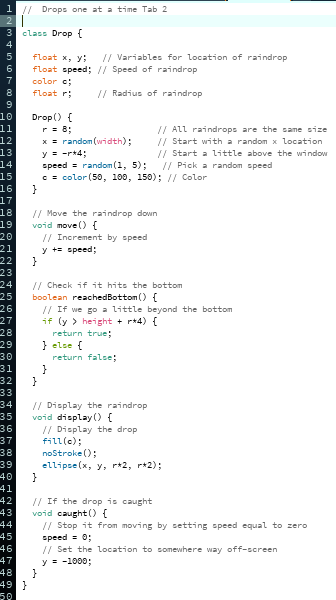 1 //  Drops one at a time Tab 2
2
3 class Drop {
4
5   float x, y;   // Variables for location of raindrop
6   float speed; // Speed of raindrop
7   color c;
8   float r;     // Radius of raindrop
9
10   Drop() {
11     r = 8;                 // All raindrops are the same size
12     x = random(width);     // Start with a random x location
13     y = -r*4;              // Start a little above the window
14     speed = random(1, 5);   // Pick a random speed
15     c = color(50, 100, 150); // Color
16   }
17
18   // Move the raindrop down
19   void move() {
20     // Increment by speed
21     y += speed;
22   }
23
24   // Check if it hits the bottom
25   boolean reachedBottom() {
26     // If we go a little beyond the bottom
27     if (y > height + r*4) {
28       return true;
29     } else {
30       return false;
31     }
32   }
33
34   // Display the raindrop
35   void display() {
36     // Display the drop
37     fill(c);
38     noStroke();
39     ellipse(x, y, r*2, r*2);
40   }
41
42   // If the drop is caught
43   void caught() {
44     // Stop it from moving by setting speed equal to zero
45     speed = 0;
46     // Set the location to somewhere way off-screen
47     y = -1000;
48   }
49 }
50